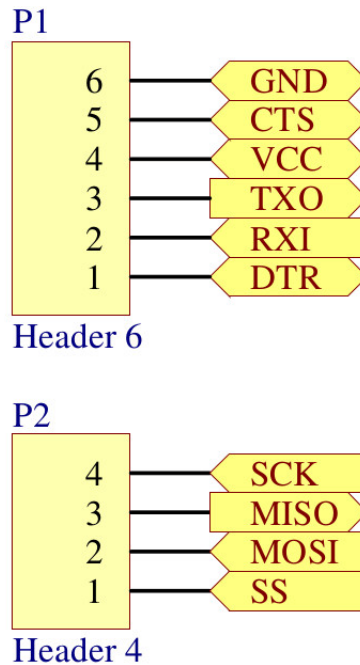 P1
6 GND
5 CTS
4 VCC
3 TXO
2 RXI
1 DTR
Header 6
P2
4 SCK
3 MISO
2 MOSI
1 SS
Header 4